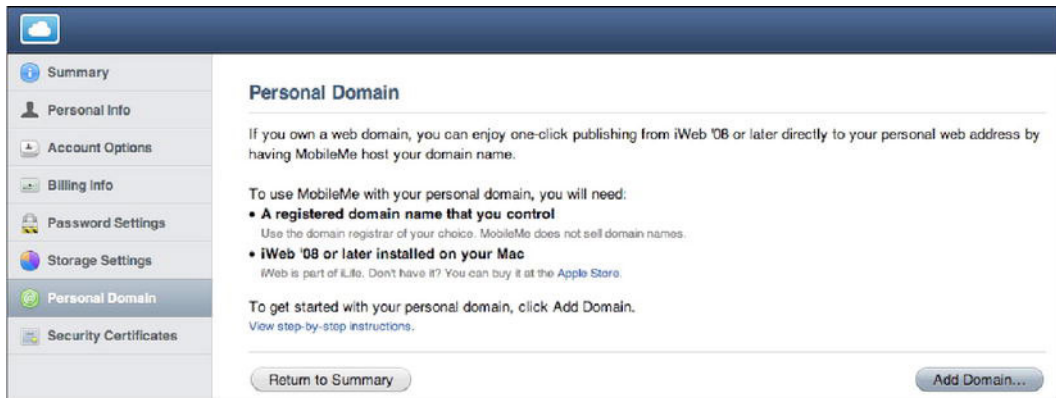 Summary
Personal Info
Account Options
Billing Info
Password Settings
Storage Settings
Personal Domain
Security Certificates
Personal Domain
If you own a web domain, you can enjoy one-click publishing from iWeb '08 or later directly to your personal web address by
having MobileMe host your domain name.
To use MobileMe with your personal domain, you will need:
• A registered domain name that you control
Use the domain registrar of your choice. MobileMe does not sell domain names.
• iWeb '08 or later installed on your Mac
iWeb is part of iLife. Don't have it? You can buy it at the Apple Store.
To get started with your personal domain, click Add Domain.
View step-by-step instructions.
Return to Summary
Add Domain...